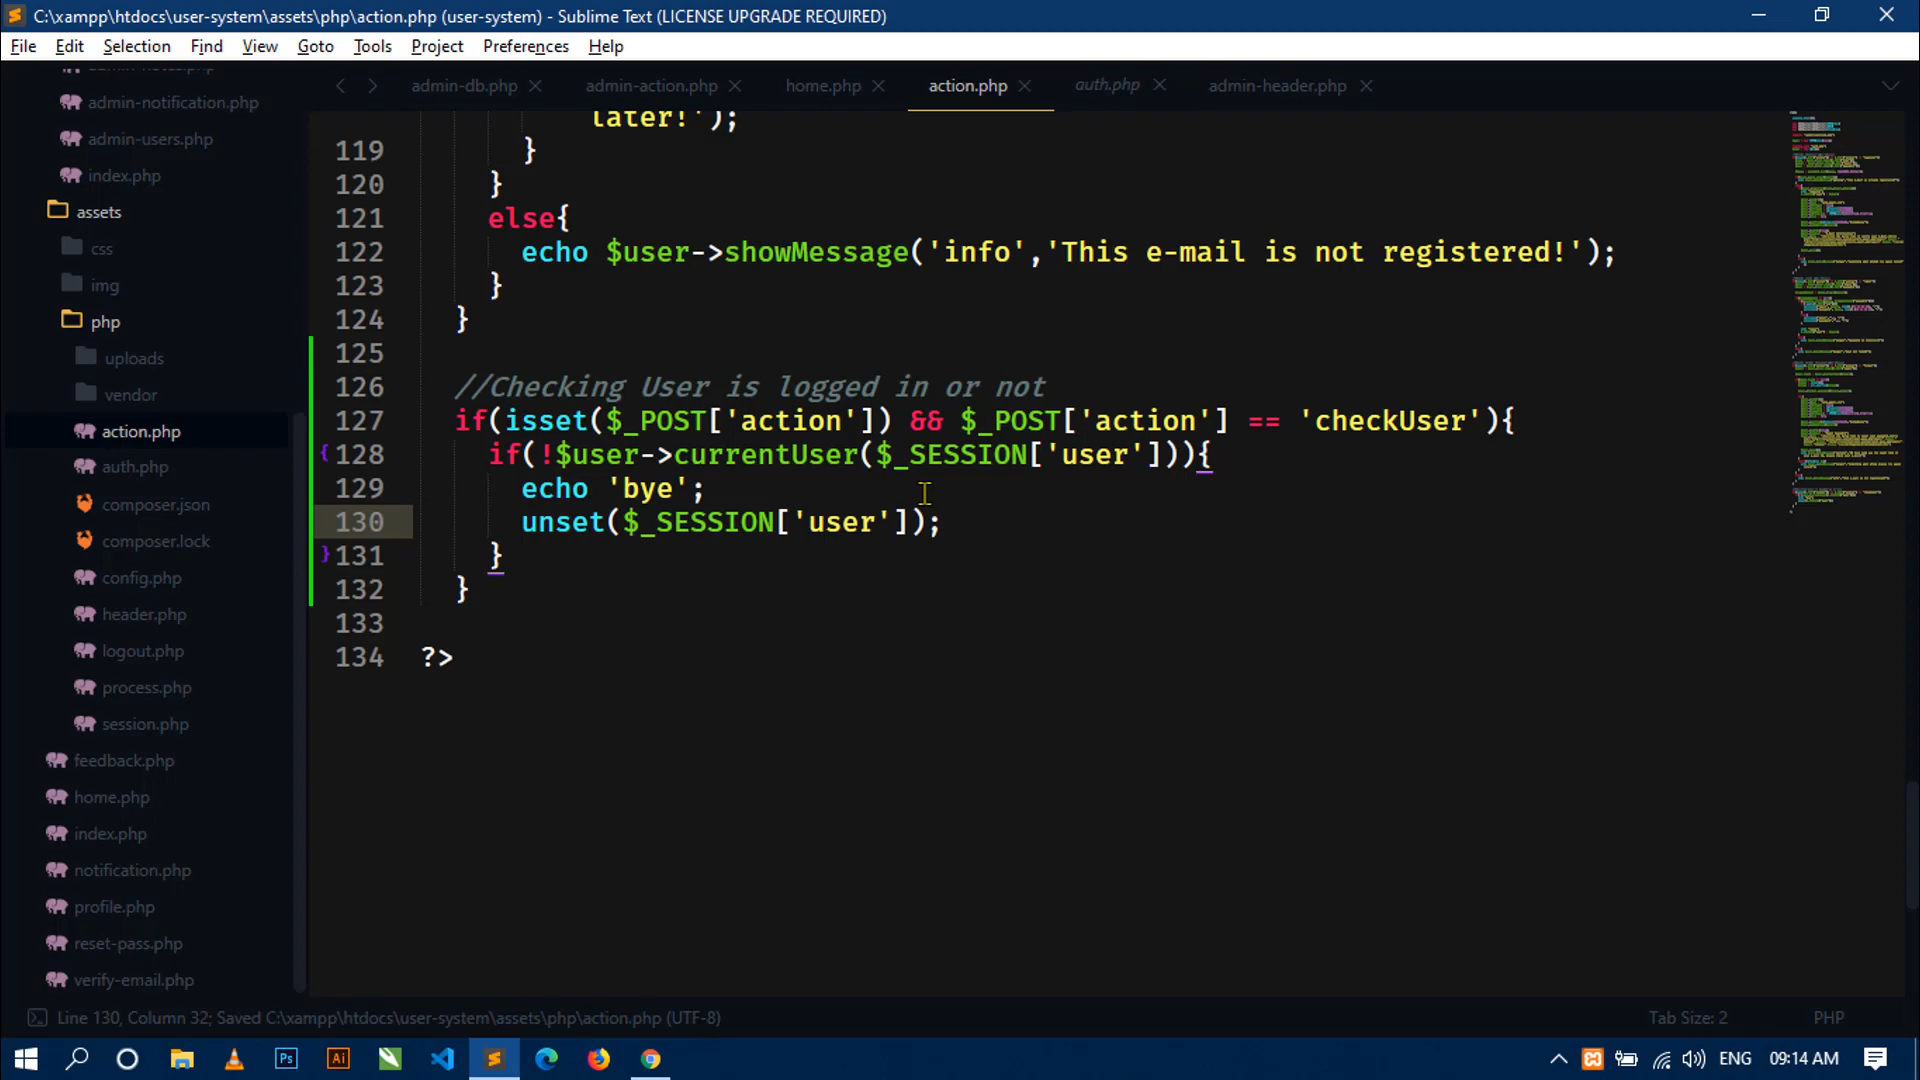 C:\xampp\htdocs\user-system\assets\php\action.php (user-system) - Sublime Text (LICENSE UPGRADE REQUIRED)
File Edit Selection Find View Goto Tools Project Preferences Help
admin-db.php admin-action.php home.php action.php auth.php admin-header.php
admin-notification.php
admin-users.php
index.php
assets
css
img
php
uploads
vendor
action.php
auth.php
composer.json
composer.lock
config.php
header.php
logout.php
process.php
session.php
feedback.php
home.php
index.php
notification.php
profile.php
reset-pass.php
verify-email.php
later!');
119 }
120 }
121 else{
122 echo $user->showMessage('info','This e-mail is not registered!');
123 }
124 }
125
126 //Checking User is logged in or not
127 if(isset($_POST['action']) && $_POST['action'] == 'checkUser'){
128 if(!$user->currentUser($_SESSION['user'])){
129 echo 'bye';
130 unset($_SESSION['user']);
131 }
132 }
133
134 ?>
Line 130, Column 32; Saved C:\xampp\htdocs\user-system\assets\php\action.php (UTF-8) Tab Size: 2 PHP
Ps Ai ENG 09:14 AM